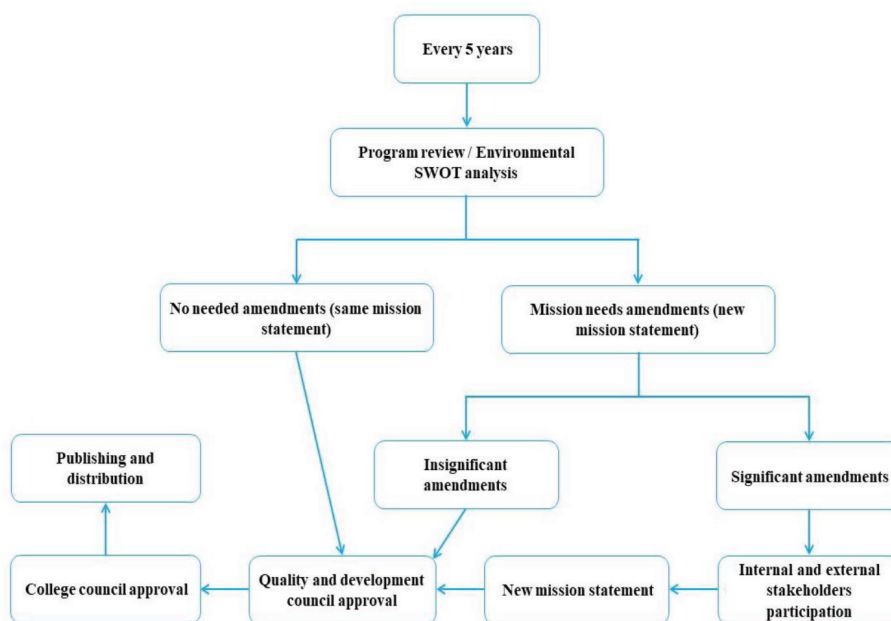 Every 5 years
Program review / Environmental
SWOT analysis
No needed amendments (same mission
statement)
Mission needs amendments (new
mission statement)
Publishing and
distribution
Insignificant
amendments
Significant amendments
College council approval
Quality and development
council approval
New mission statement
Internal and external
stakeholders
participation